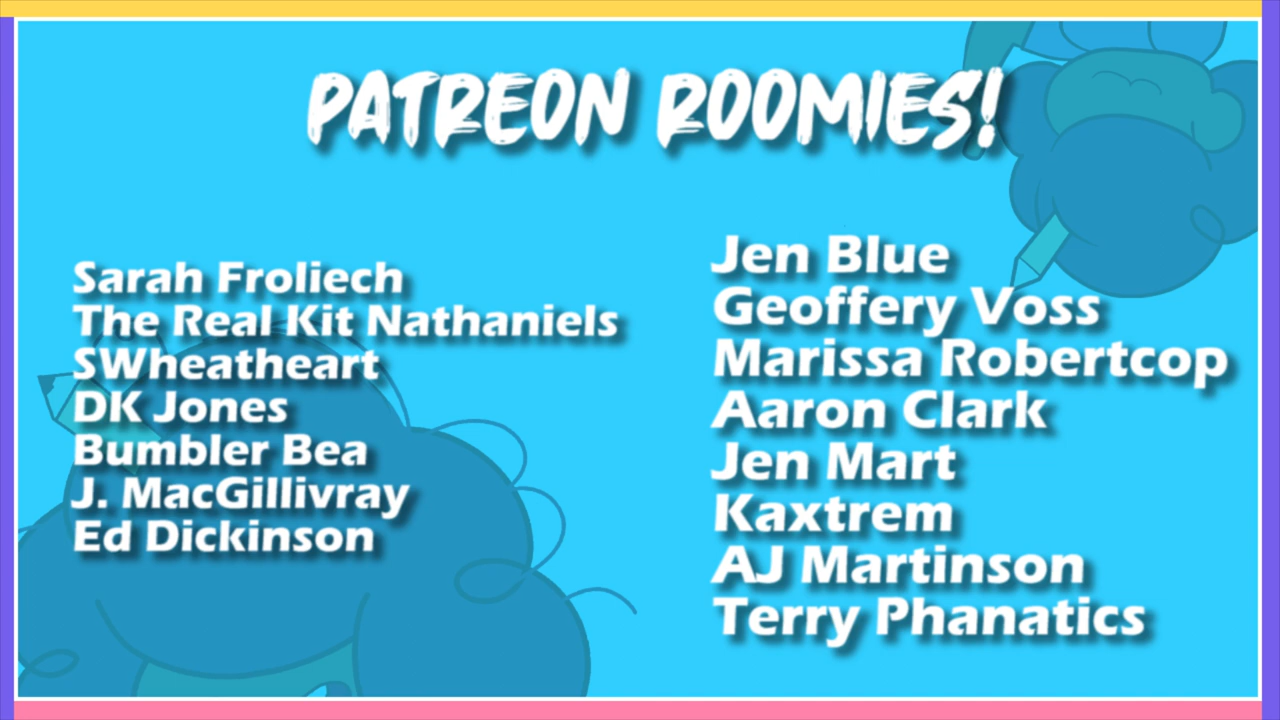 PATREON ROOMIES!
Sarah Froliech
The Real Kit Nathaniels
SWheatheart
DK Jones
Bumbler Bea
J. MacGillivray
Ed Dickinson
Jen Blue
Geoffery Voss
Marissa Robertcop
Aaron Clark
Jen Mart
Kaxtrem
AJ Martinson
Terry Phanatics